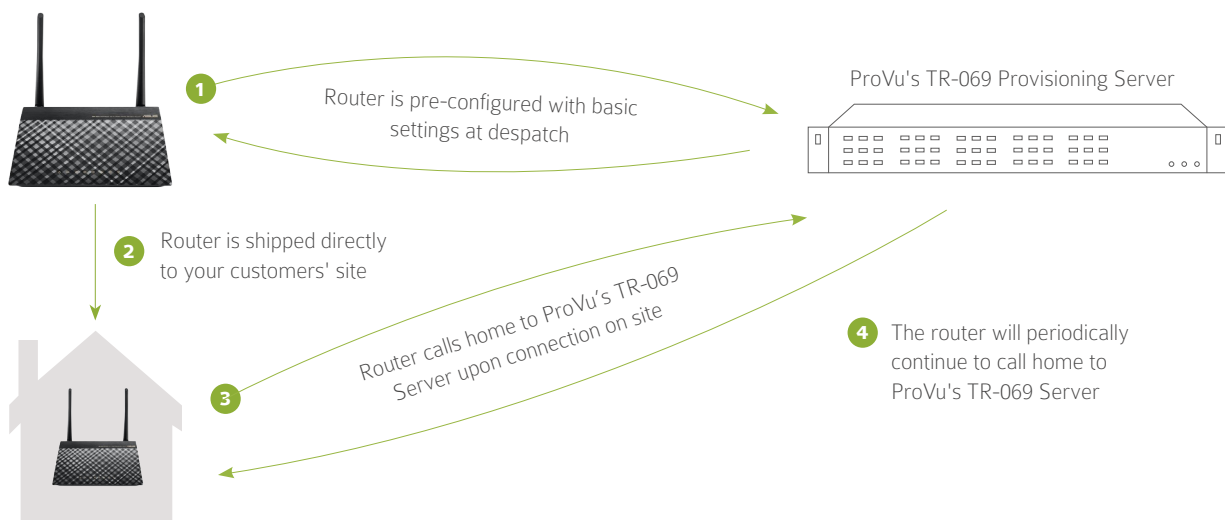 1
Router is pre-configured with basic
settings at despatch
ProVu's TR-069 Provisioning Server
2
Router is shipped directly
to your customers' site
3
Router calls home to ProVu's TR-069
Server upon connection on site
4
The router will periodically
continue to call home to
ProVu's TR-069 Server